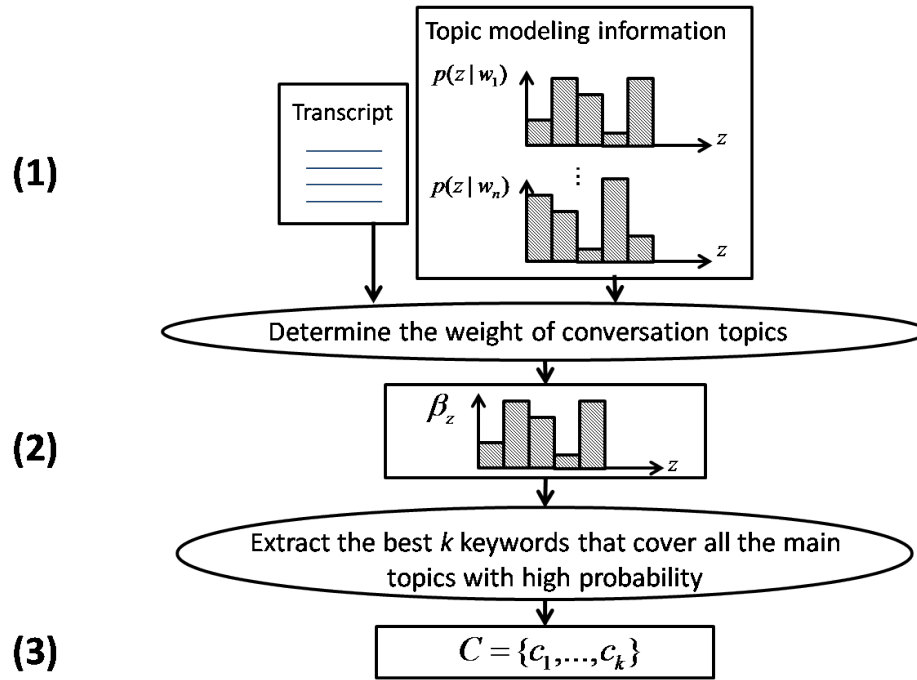 Topic modeling information
p(z | w₁)
z
Transcript
(1)
⋮
p(z | wₙ)
z
Determine the weight of conversation topics
β_z
z
(2)
Extract the best k keywords that cover all the main
topics with high probability
(3)
C = {c₁,...,cₖ}